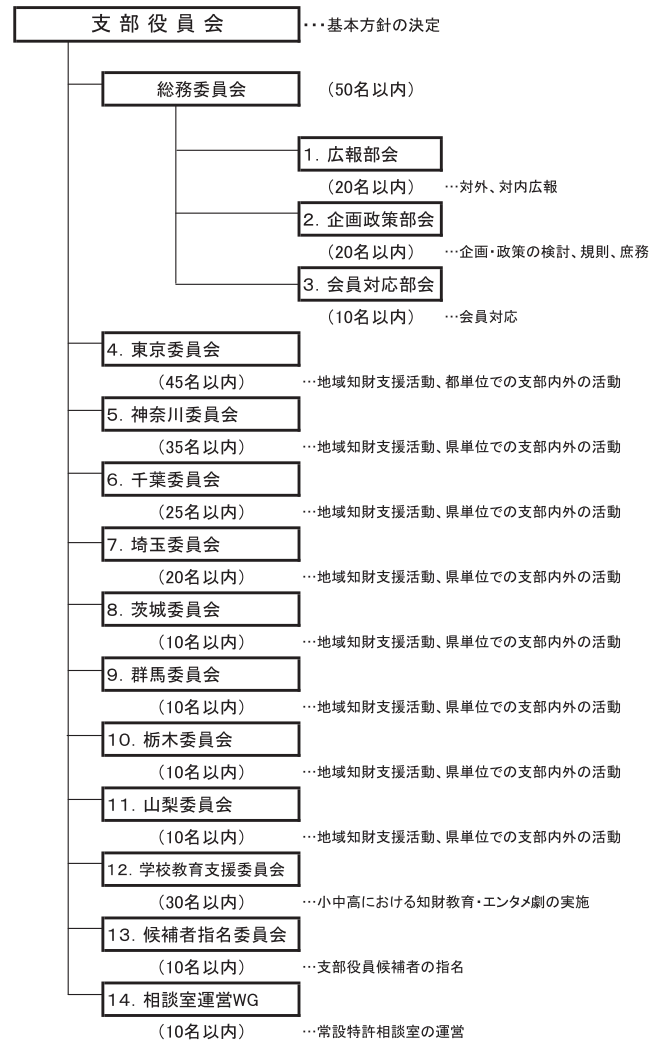 支部役員会 ･･･基本方針の決定
総務委員会 （50名以内）
１．広報部会
（20名以内） …対外、対内広報
２．企画政策部会
（20名以内） …企画・政策の検討、規則、庶務
３．会員対応部会
（10名以内） …会員対応
４．東京委員会
（45名以内） …地域知財支援活動、都単位での支部内外の活動
５．神奈川委員会
（35名以内） …地域知財支援活動、県単位での支部内外の活動
６．千葉委員会
（25名以内） …地域知財支援活動、県単位での支部内外の活動
７．埼玉委員会
（20名以内） …地域知財支援活動、県単位での支部内外の活動
８．茨城委員会
（10名以内） …地域知財支援活動、県単位での支部内外の活動
９．群馬委員会
（10名以内） …地域知財支援活動、県単位での支部内外の活動
１０．栃木委員会
（10名以内） …地域知財支援活動、県単位での支部内外の活動
１１．山梨委員会
（10名以内） …地域知財支援活動、県単位での支部内外の活動
１２．学校教育支援委員会
（30名以内） …小中高における知財教育・エンタメ劇の実施
１３．候補者指名委員会
（10名以内） …支部役員候補者の指名
１４．相談室運営WG
（10名以内） …常設特許相談室の運営